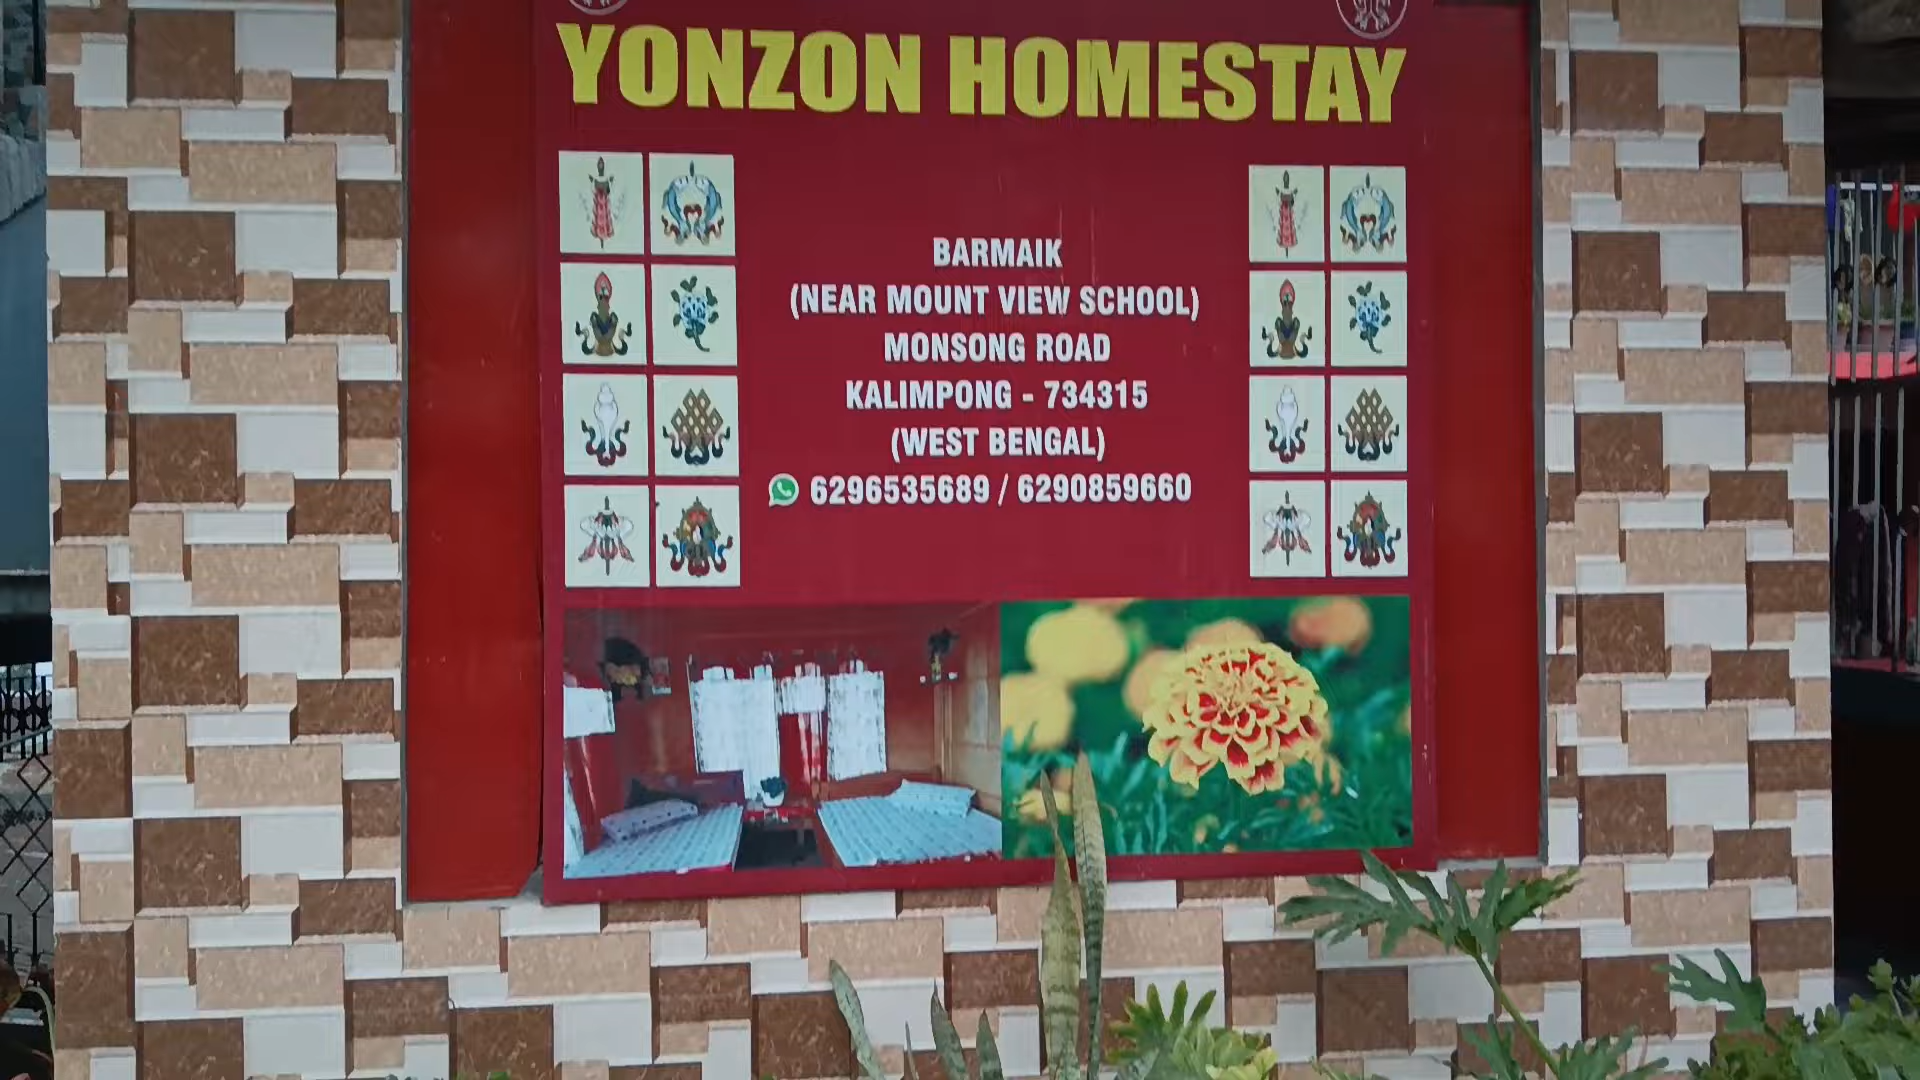 YONZON HOMESTAY
BARMAIK
(NEAR MOUNT VIEW SCHOOL)
MONSONG ROAD
KALIMPONG - 734315
(WEST BENGAL)
6296535689 / 6290859660